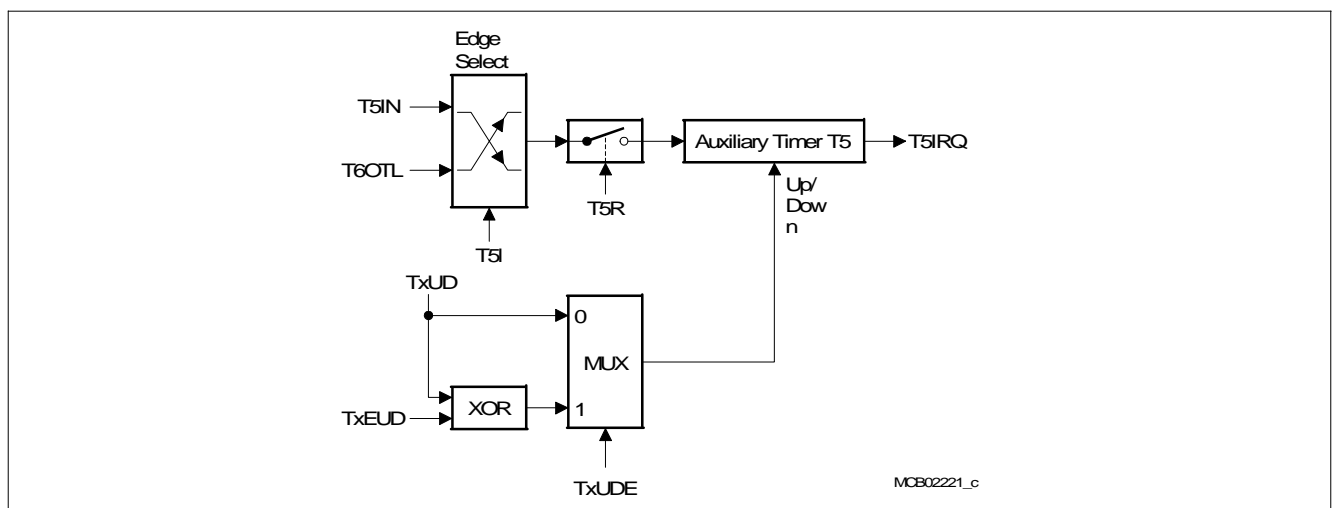 Edge
Select
T5IN
T6OTL
T5I
T5R
Auxiliary Timer T5
T5IRQ
Up/
Dow
n
TxUD
0
MUX
XOR
1
TxEUD
TxUDE
MCB02221_c